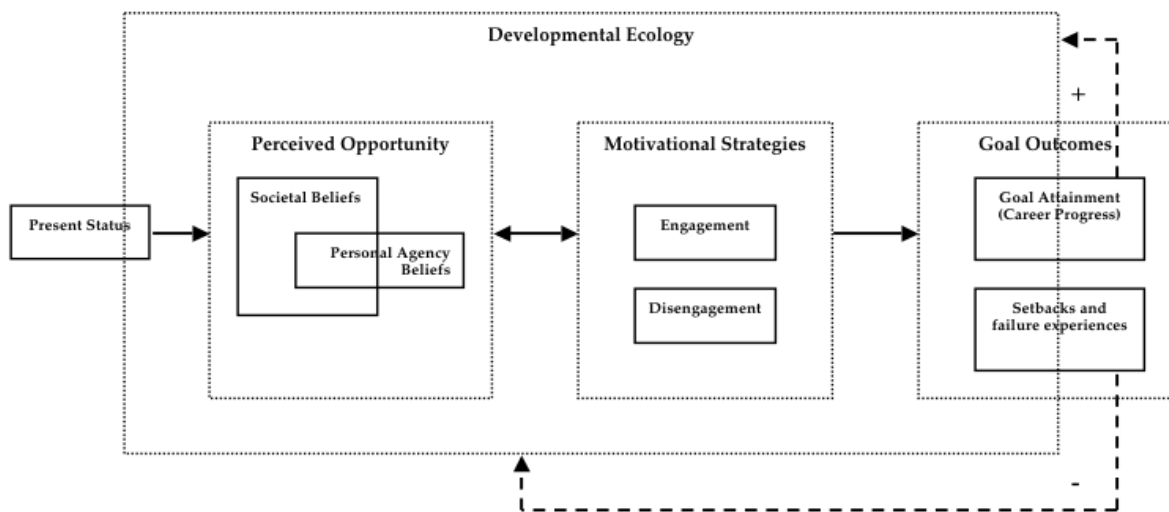 Developmental Ecology
+
Perceived Opportunity
Motivational Strategies
Goal Outcomes
Societal Beliefs
Goal Attainment
(Career Progress)
Present Status
Engagement
Personal Agency
Beliefs
Disengagement
Setbacks and
failure experiences
-